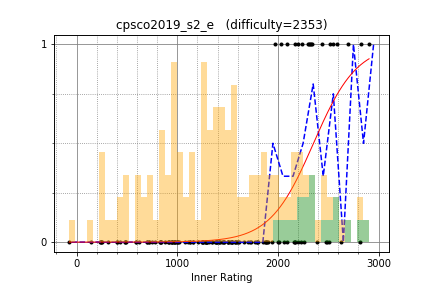 cpsco2019_s2_e   (difficulty=2353)
1
0
0 1000 2000 3000
Inner Rating